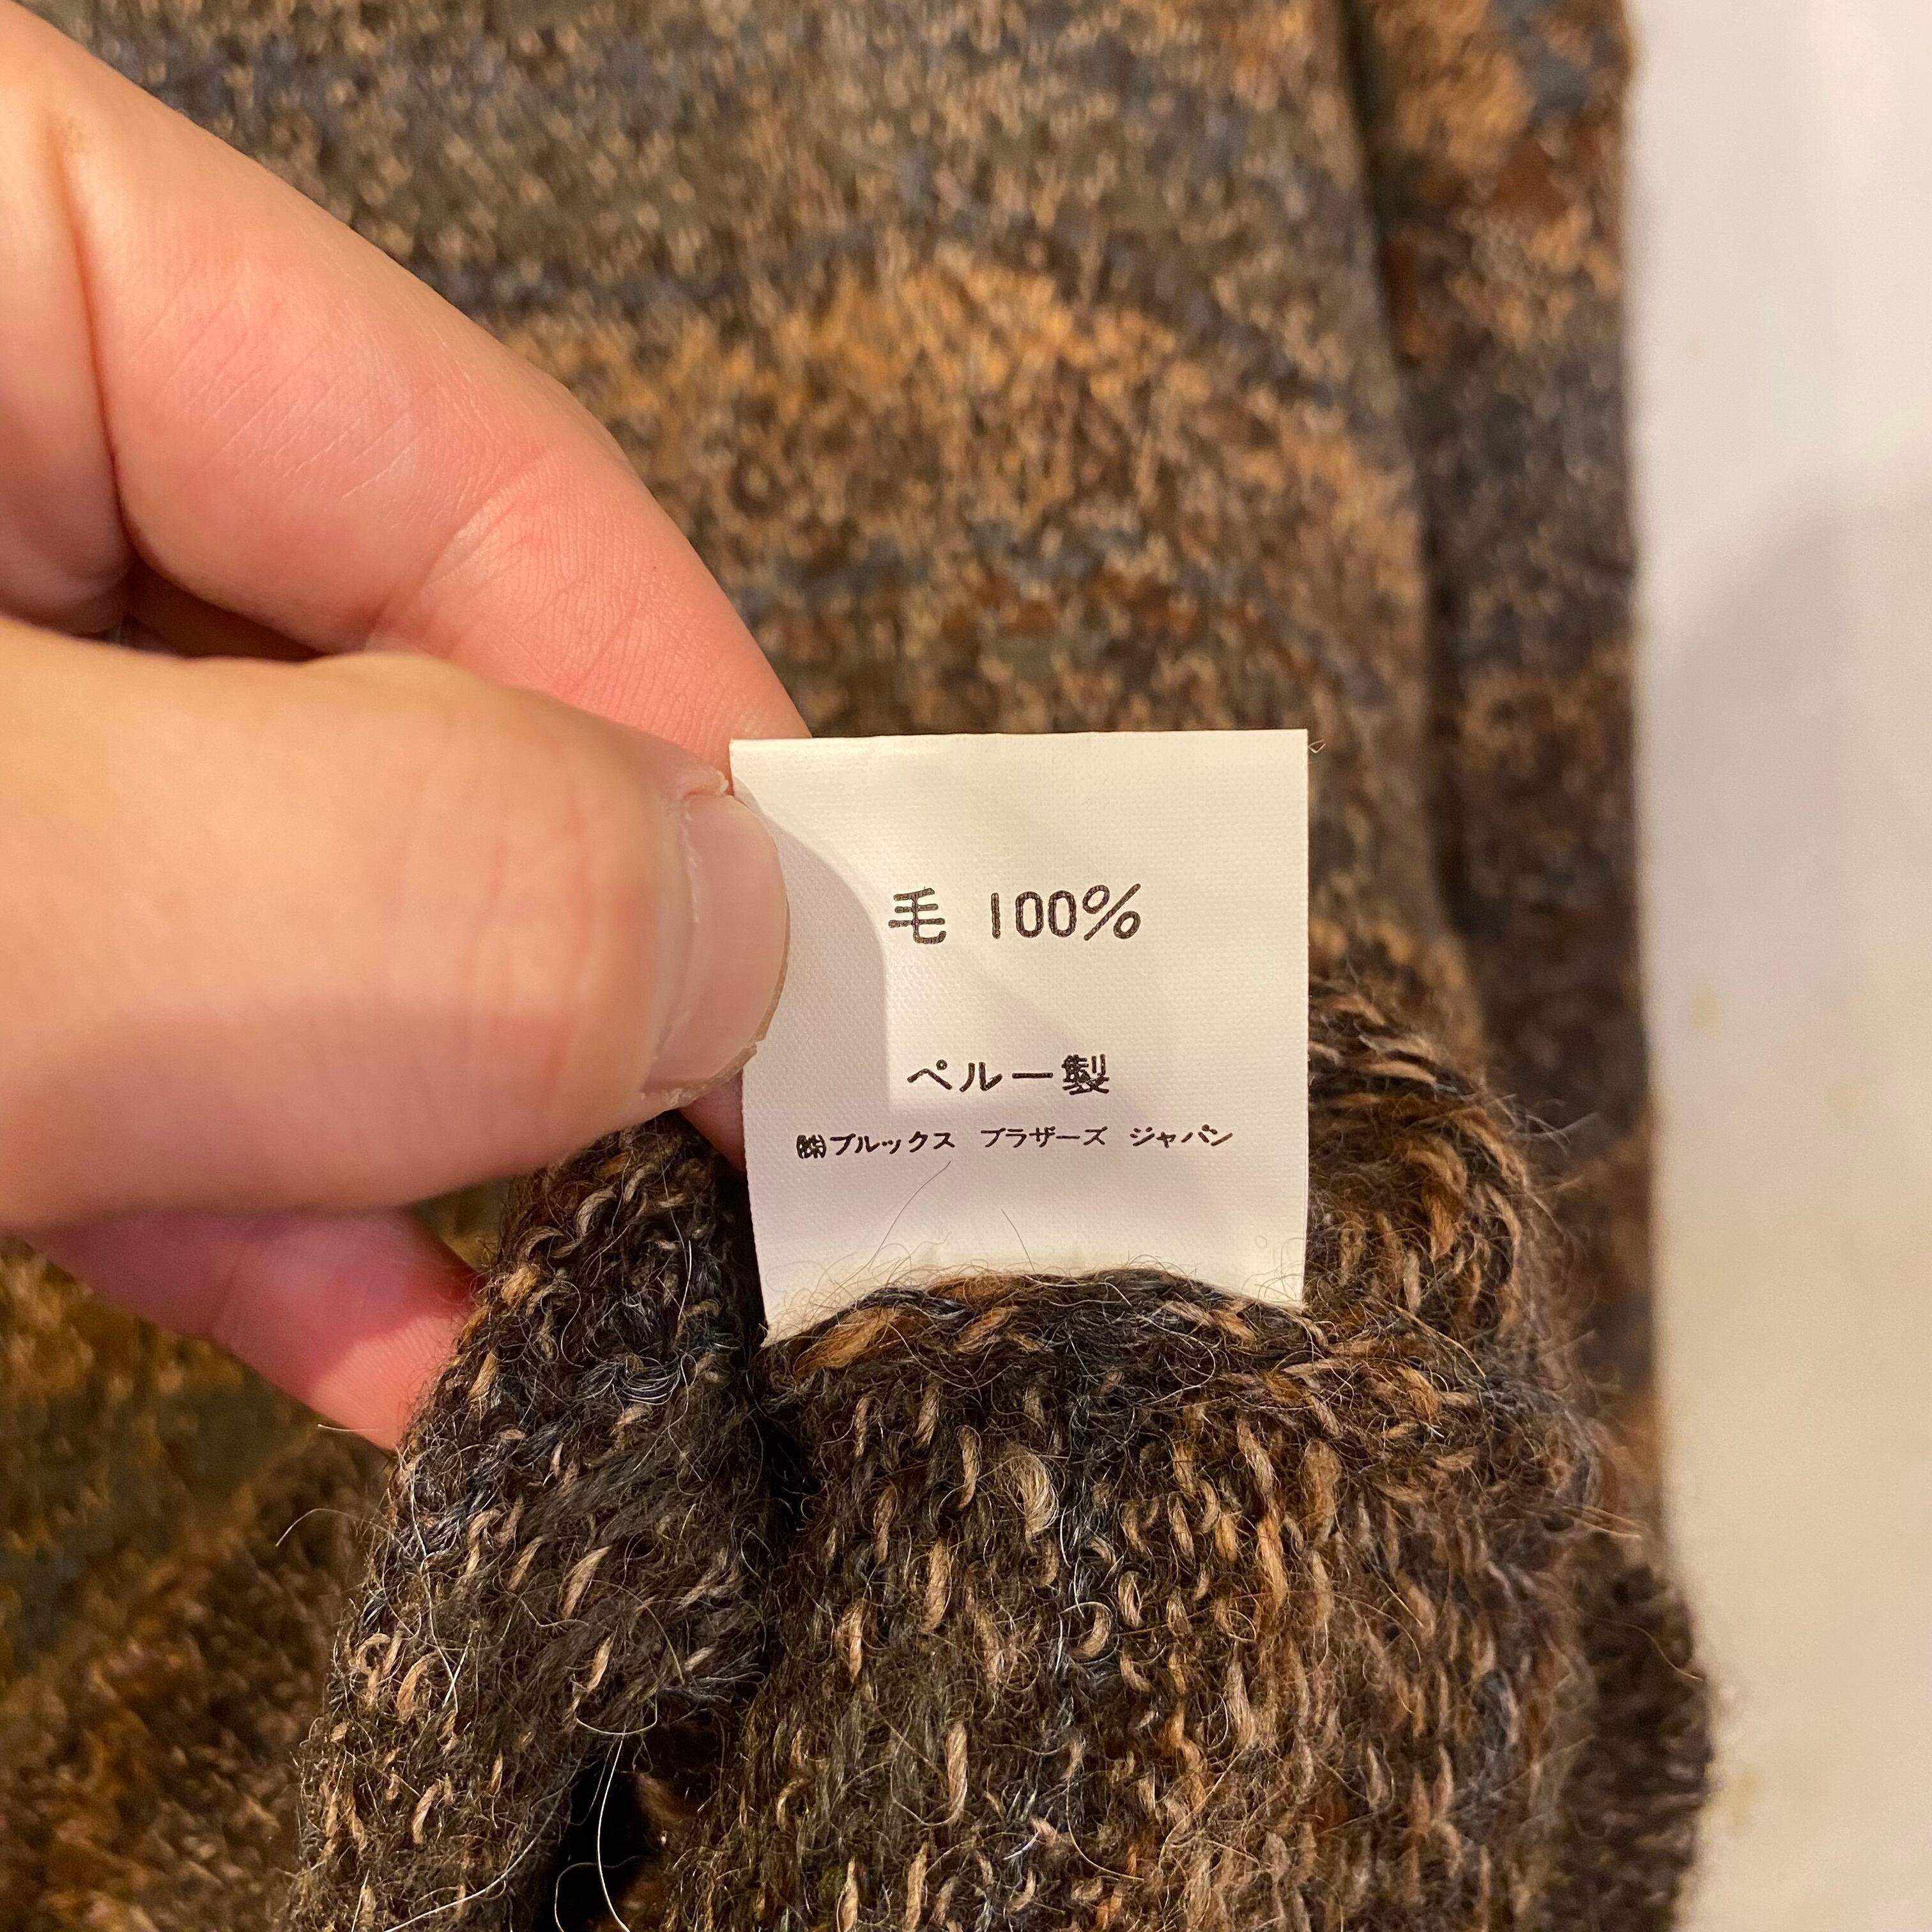 毛 100%
ペルー製
㈱ブルックス ブラザーズ ジャパン